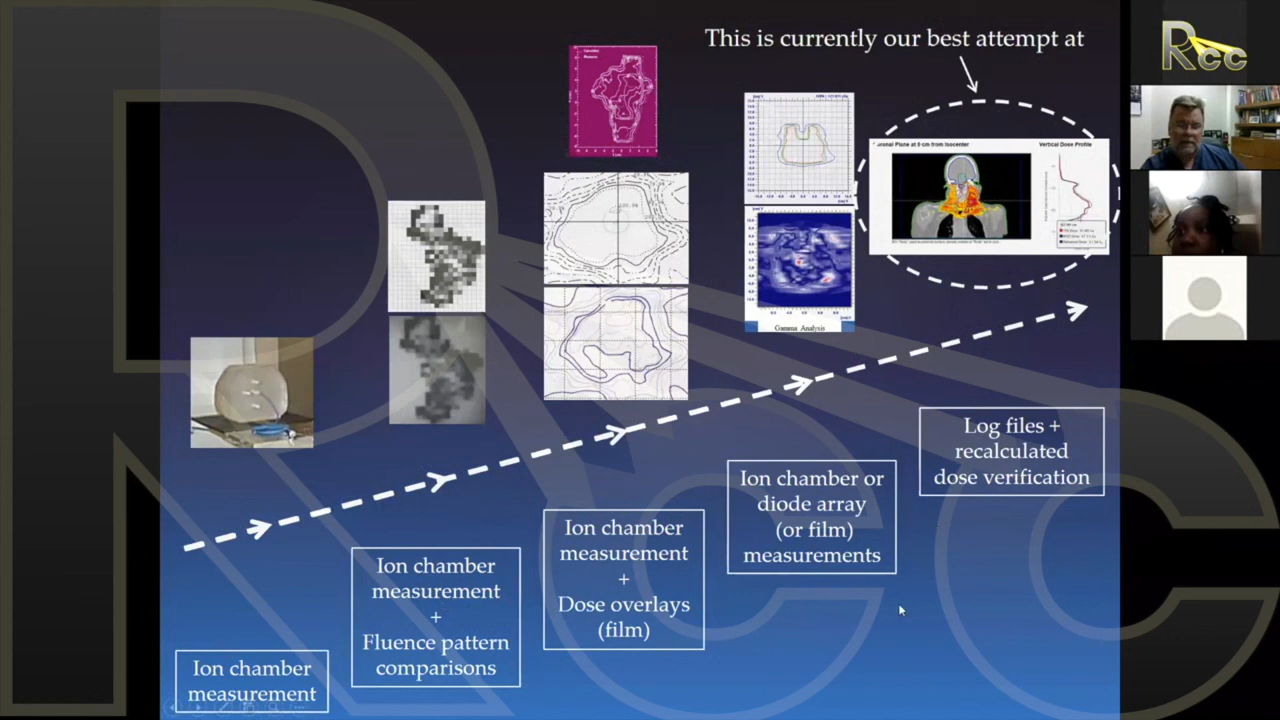 This is currently our best attempt at
Rcc
Coronal Plane at 0 cm from Isocenter
Vertical Dose Profile
Gamma Analysis
Log files +
recalculated
dose verification
Ion chamber or
diode array
(or film)
measurements
Ion chamber
measurement
+
Dose overlays
(film)
Ion chamber
measurement
+
Fluence pattern
comparisons
Ion chamber
measurement